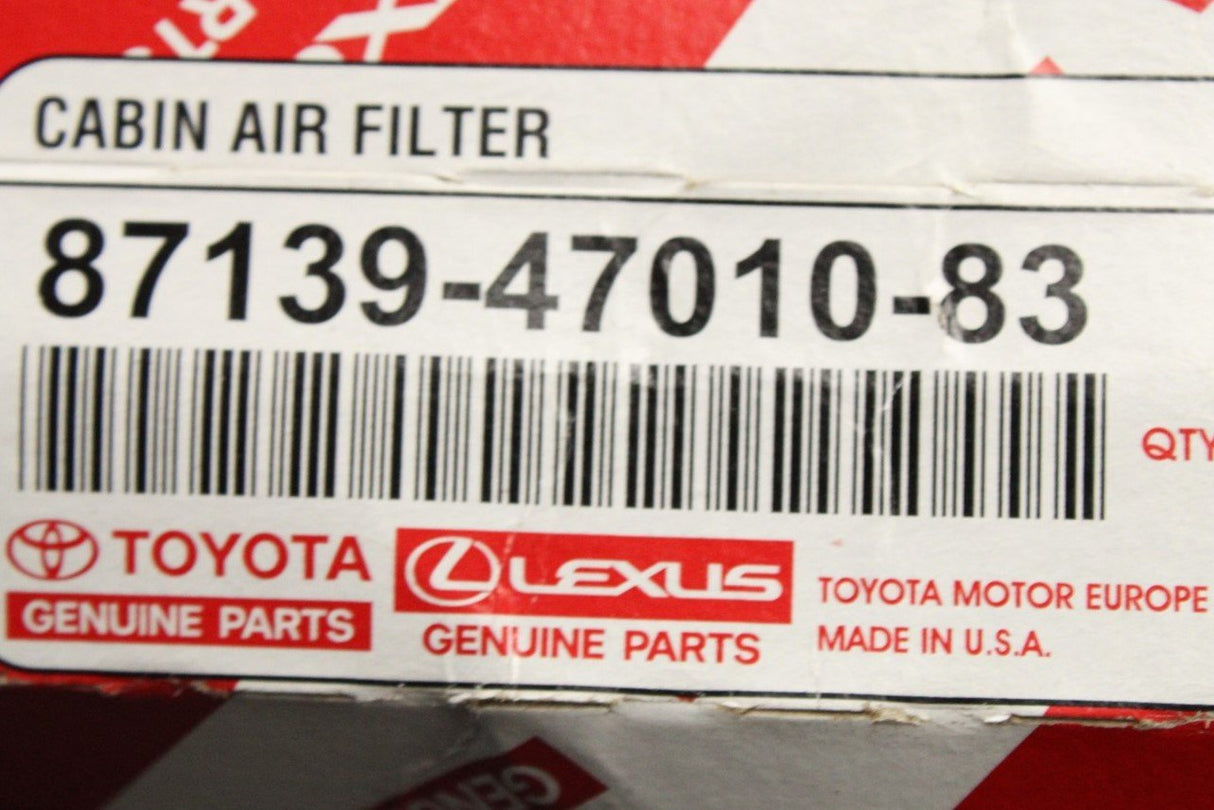 CABIN AIR FILTER
87139-47010-83
QTY
TOYOTA
GENUINE PARTS
LEXUS
GENUINE PARTS
TOYOTA MOTOR EUROPE
MADE IN U.S.A.